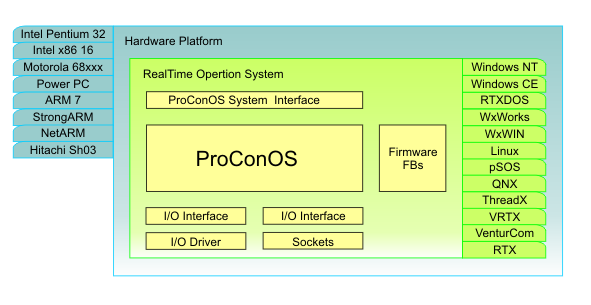 Intel Pentium 32
Intel x86 16
Motorola 68xxx
Power PC
ARM 7
StrongARM
NetARM
Hitachi Sh03
Hardware Platform
RealTime Opertion System
ProConOS System Interface
ProConOS
Firmware
FBs
I/O Interface
I/O Interface
I/O Driver
Sockets
Windows NT
Windows CE
RTXDOS
WxWorks
WxWIN
Linux
pSOS
QNX
ThreadX
VRTX
VenturCom
RTX